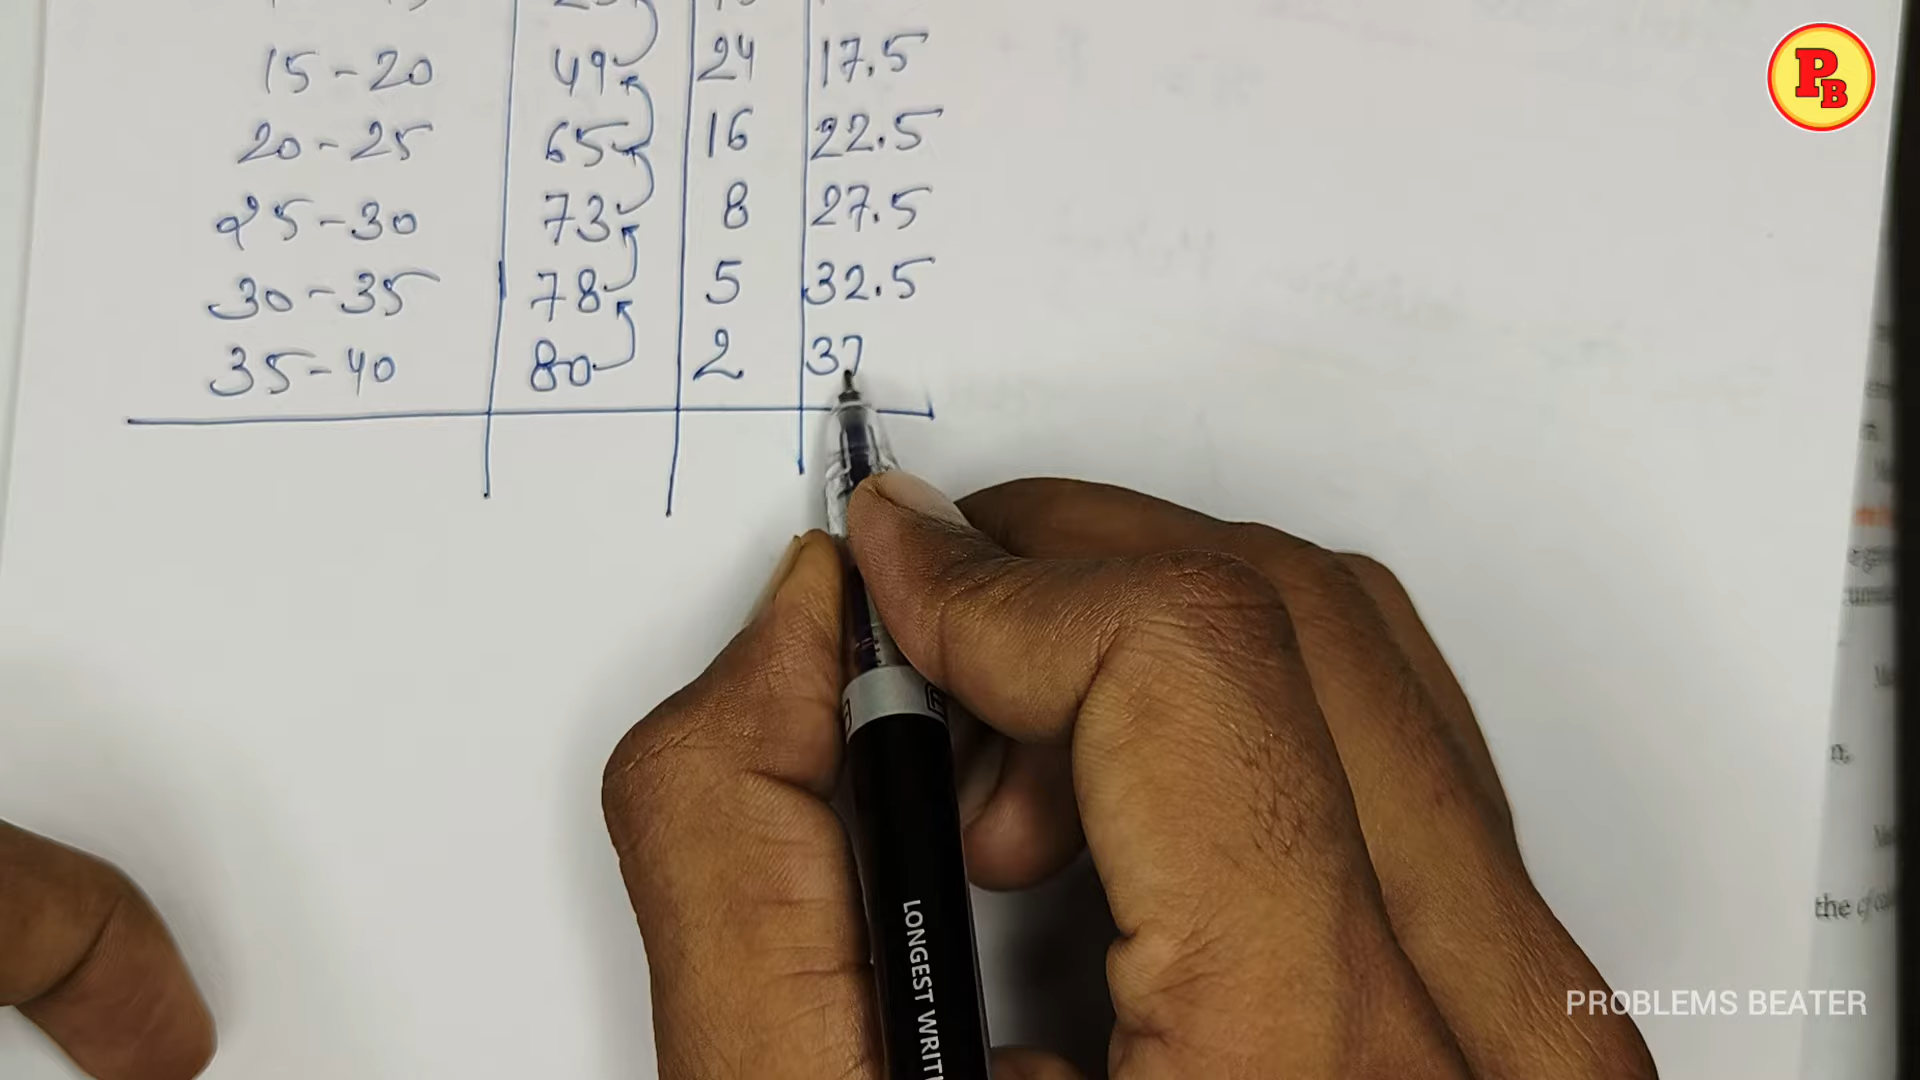 15-20 49 24 17.5
20-25 65 16 22.5
25-30 73 8 27.5
30-35 78 5 32.5
35-40 80 2 37
PB
LONGEST
n.
the
PROBLEMS BEATER